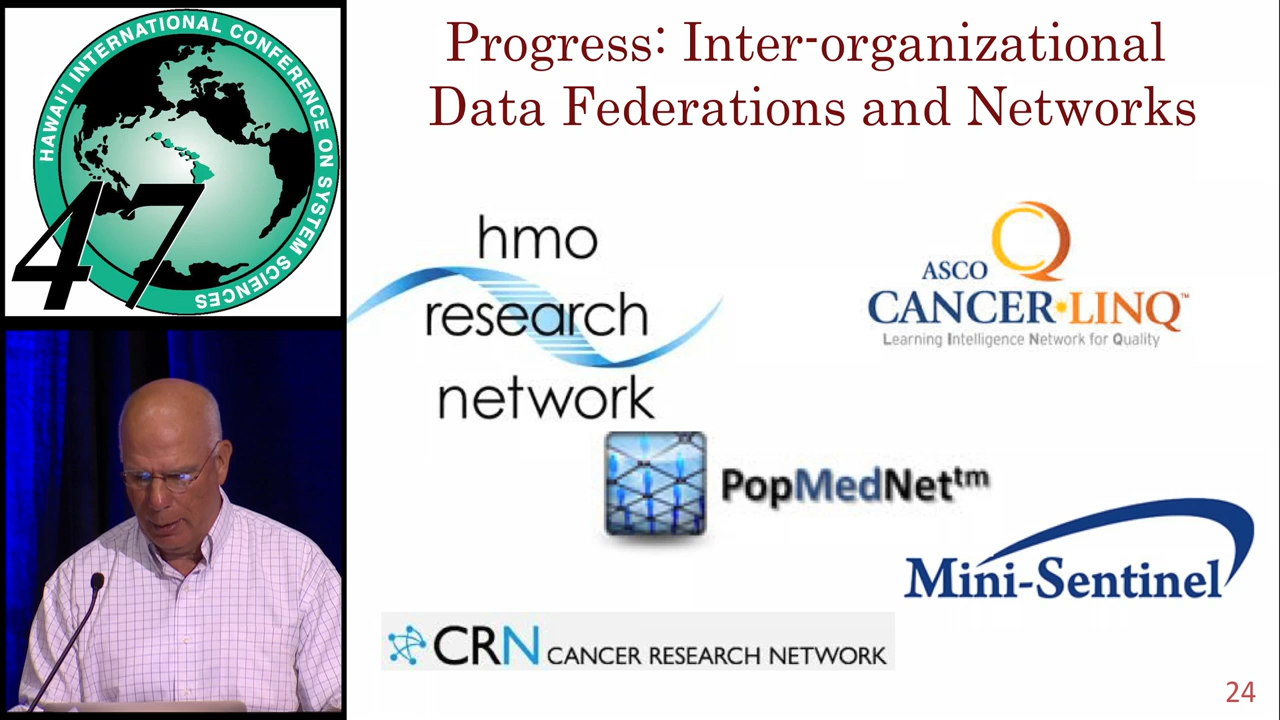 HAWAI'I INTERNATIONAL CONFERENCE ON SYSTEM SCIENCES
47
Progress: Inter-organizational
Data Federations and Networks
hmo
research
network
ASCO
CANCER•LINQ™
Learning Intelligence Network for Quality
PopMedNet™
Mini-Sentinel
CRN CANCER RESEARCH NETWORK
24